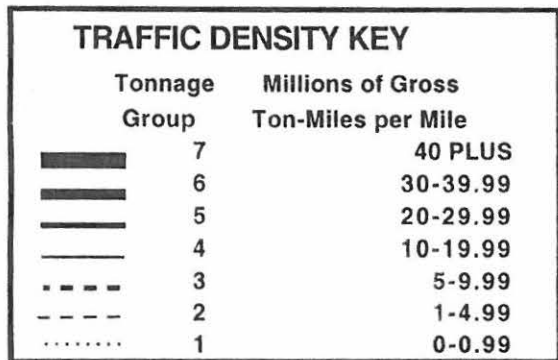 TRAFFIC DENSITY KEY
Tonnage Millions of Gross
Group Ton-Miles per Mile
7 40 PLUS
6 30-39.99
5 20-29.99
4 10-19.99
3 5-9.99
2 1-4.99
1 0-0.99